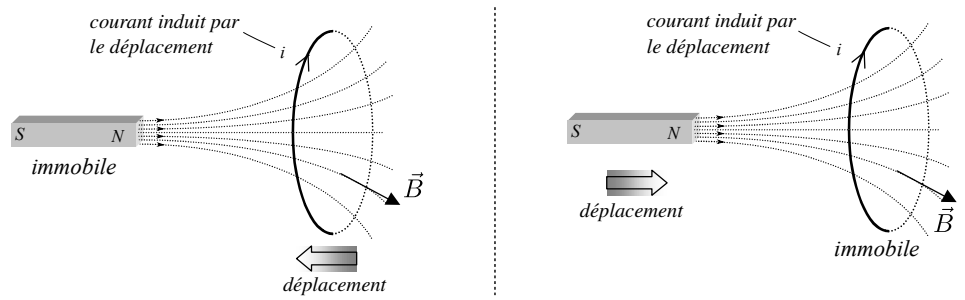 courant induit par
le déplacement
i
S
N
immobile
B
déplacement
courant induit par
le déplacement
i
S
N
déplacement
B
immobile